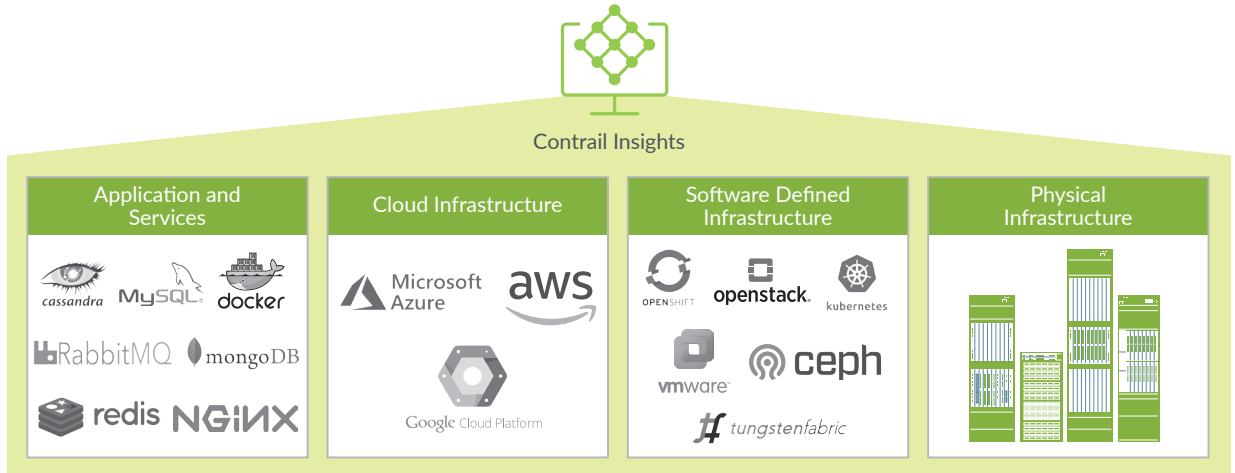 Contrail Insights
Application and
Services
cassandra
MySQL®
docker
RabbitMQ
mongoDB
redis
NGiNX
Cloud Infrastructure
Microsoft
Azure
aws
Google Cloud Platform
Software Defined
Infrastructure
OPENSHIFT
openstack®
kubernetes
vmware
ceph
tungstenfabric
Physical
Infrastructure